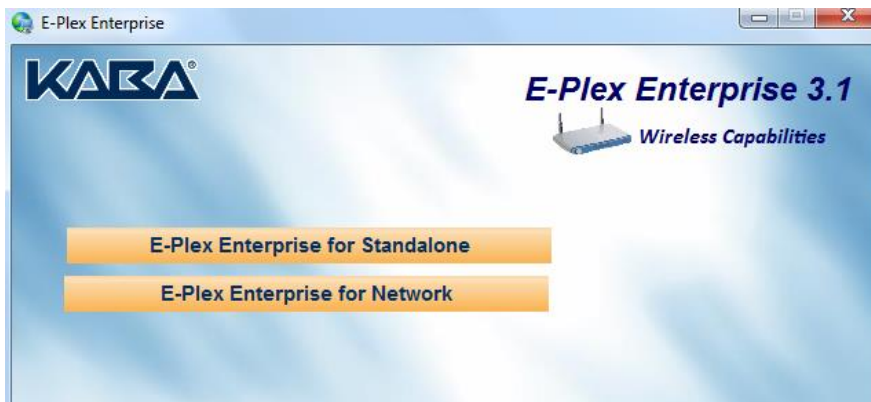 E-Plex Enterprise
KABA®
E-Plex Enterprise 3.1
Wireless Capabilities
E-Plex Enterprise for Standalone
E-Plex Enterprise for Network